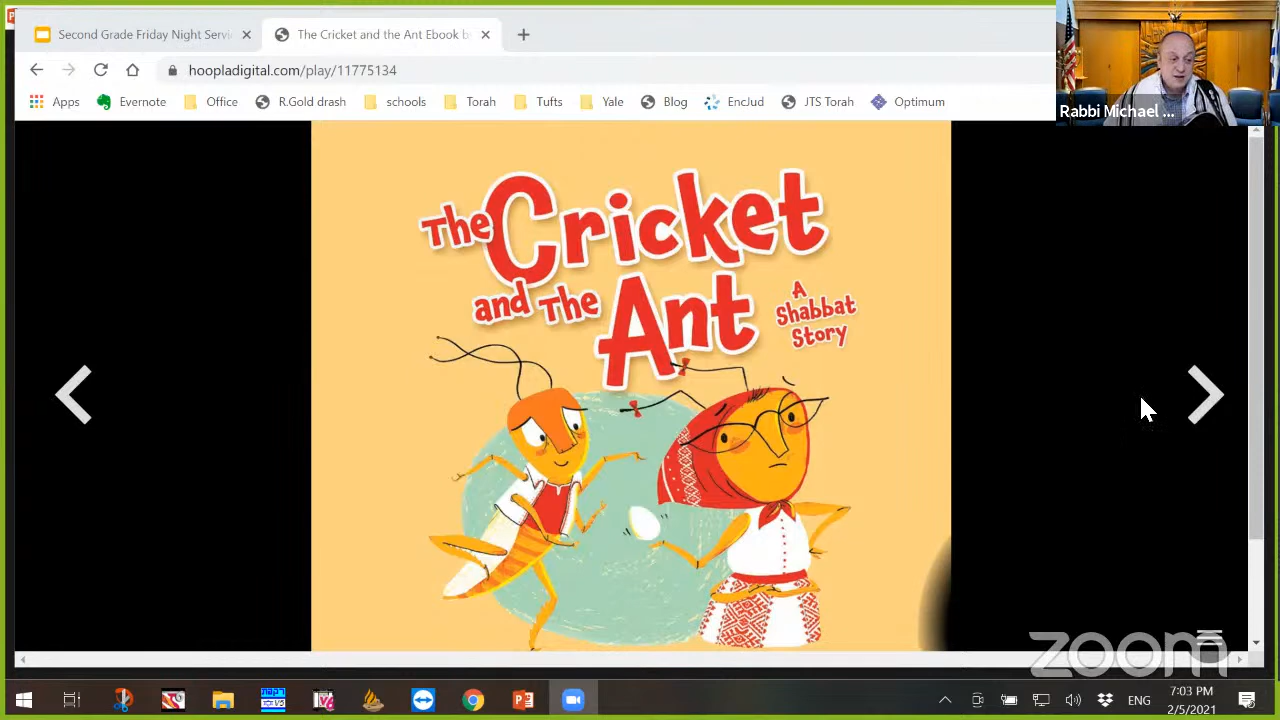 Second Grade Friday Night Servi
The Cricket and the Ant Ebook
hoopladigital.com/play/11775134
Apps
Evernote
Office
R.Gold drash
schools
Torah
Tufts
Yale
Blog
EncJud
JTS Torah
Optimum
Rabbi Michael ...
The Cricket
and The Ant
A
Shabbat
Story
zoom
ENG
7:03 PM
2/5/2021